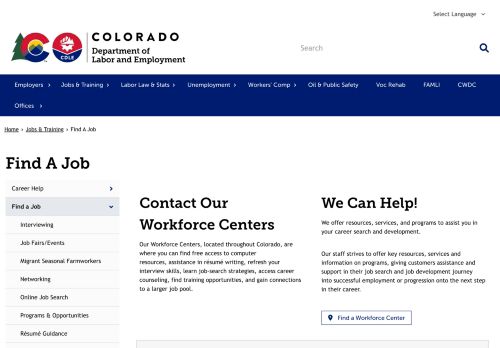 Select Language
COLORADO
Department of
Labor and Employment
CDLE
Search
Employers
Jobs & Training
Labor Law & Stats
Unemployment
Workers' Comp
Oil & Public Safety
Voc Rehab
FAMLI
CWDC
Offices
Home › Jobs & Training › Find A Job
Find A Job
Career Help
Find a Job
Interviewing
Job Fairs/Events
Migrant Seasonal Farmworkers
Networking
Online Job Search
Programs & Opportunities
Résumé Guidance
Contact Our
Workforce Centers
Our Workforce Centers, located throughout Colorado, are
where you can find free access to computer
resources, assistance in résumé writing, refresh your
interview skills, learn job-search strategies, access career
counseling, find training opportunities, and gain connections
to a larger job pool.
We Can Help!
We offer resources, services, and programs to assist you in
your career search and development.
Our staff strives to offer key resources, services and
information on programs, giving customers assistance and
support in their job search and job development journey
into successful employment or progression onto the next step
in their career.
Find a Workforce Center